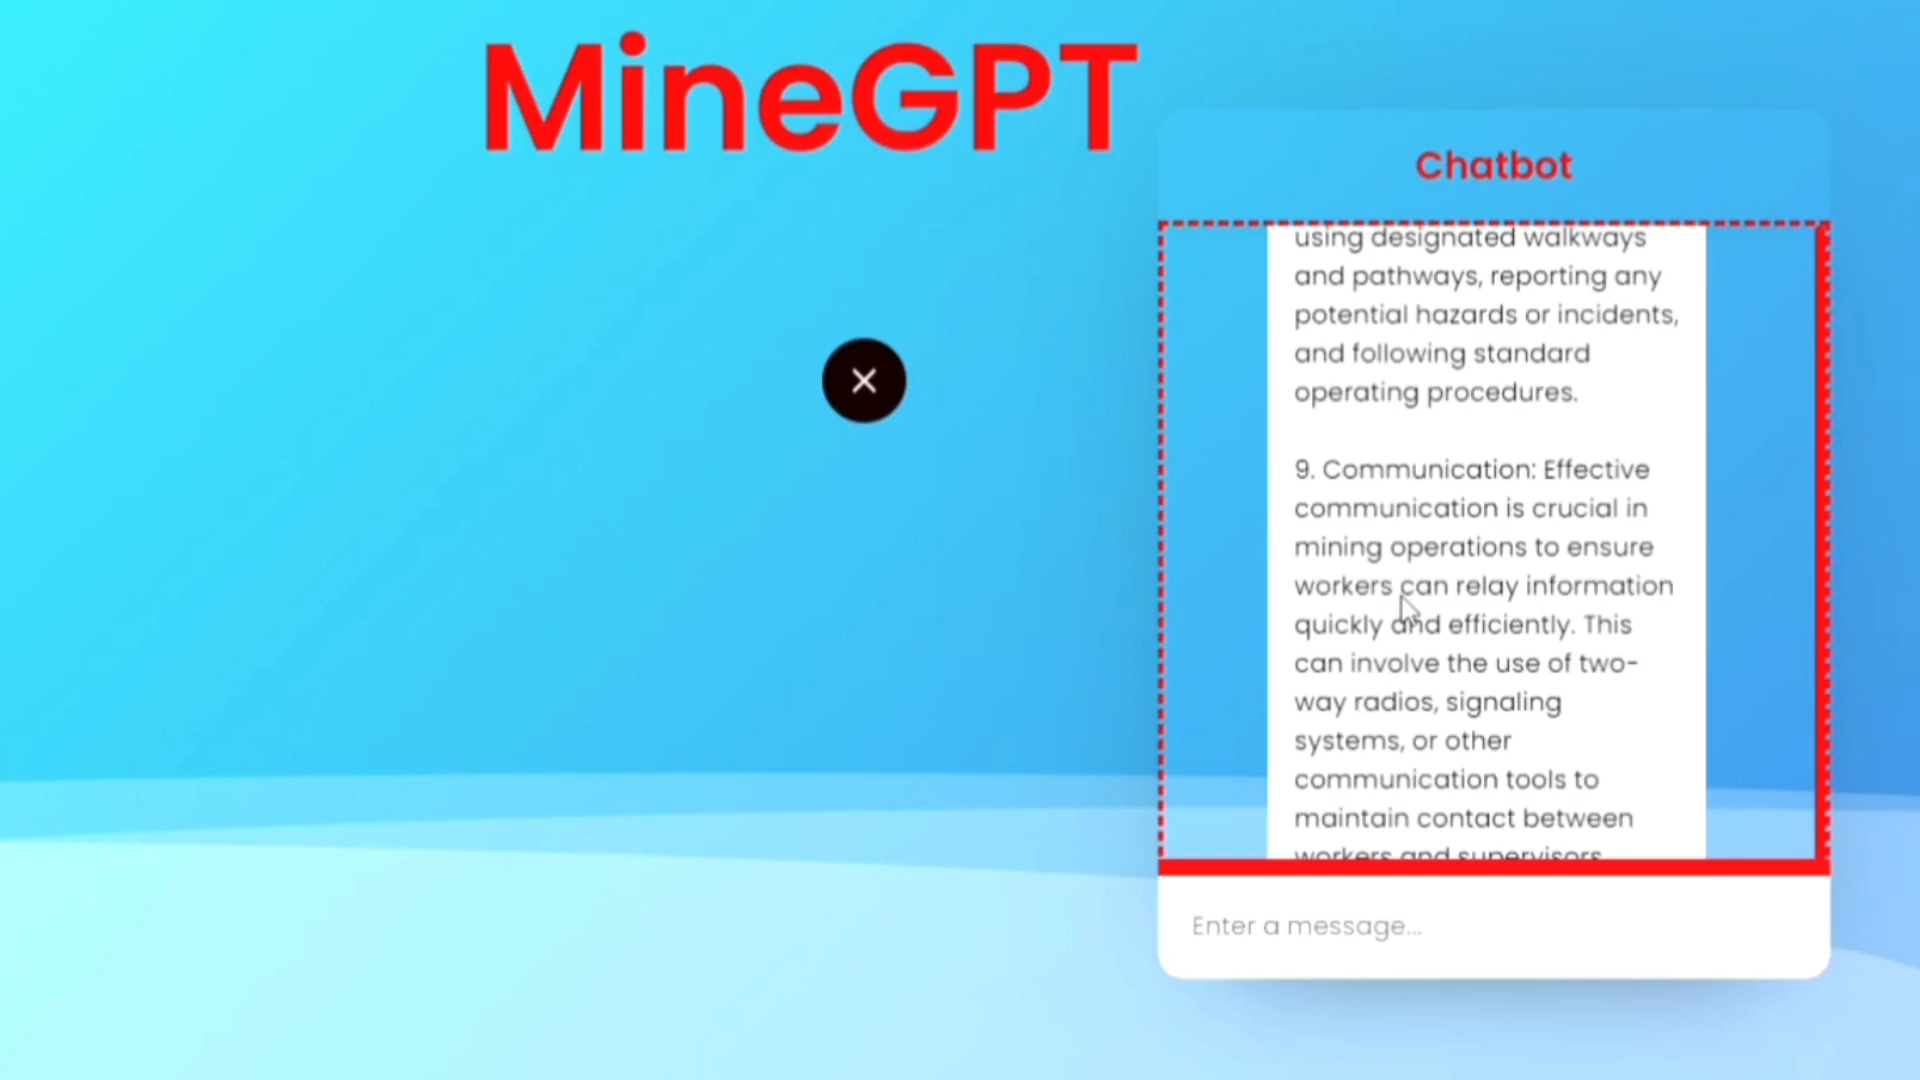 MineGPT
Chatbot
using designated walkways
and pathways, reporting any
potential hazards or incidents,
and following standard
operating procedures.
9. Communication: Effective
communication is crucial in
mining operations to ensure
workers can relay information
quickly and efficiently. This
can involve the use of two-
way radios, signaling
systems, or other
communication tools to
maintain contact between
workers and supervisors
Enter a message...